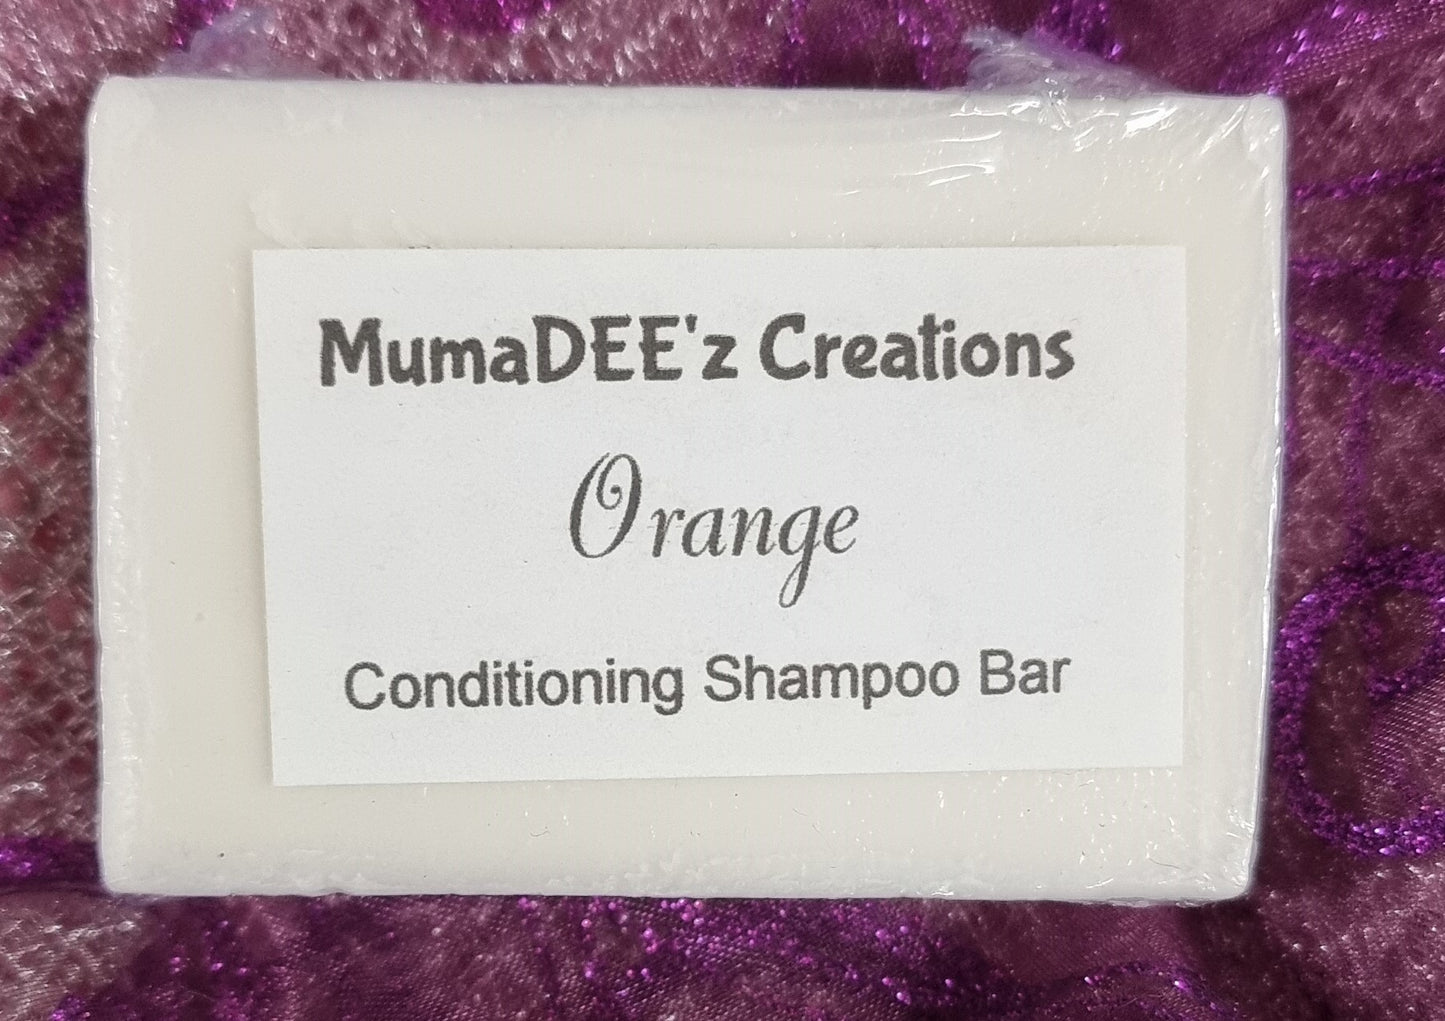 MumaDEE'z Creations
Orange
Conditioning Shampoo Bar